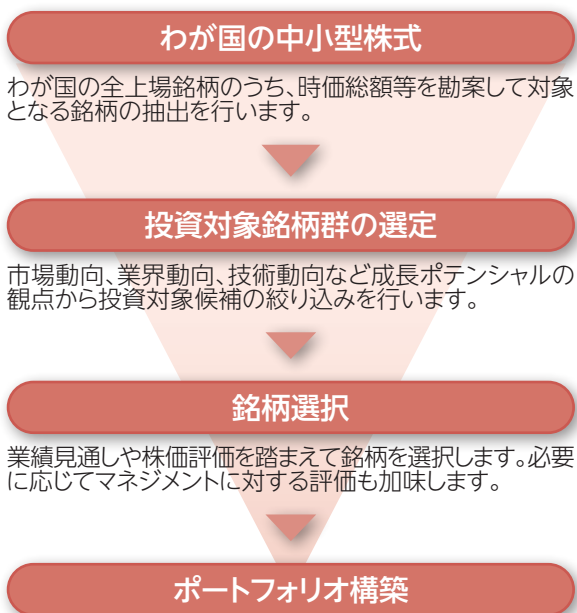 わが国の中小型株式
わが国の全上場銘柄のうち、時価総額等を勘案して対象
となる銘柄の抽出を行います。
投資対象銘柄群の選定
市場動向、業界動向、技術動向など成長ポテンシャルの
観点から投資対象候補の絞り込みを行います。
銘柄選択
業績見通しや株価評価を踏まえて銘柄を選択します。必要
に応じてマネジメントに対する評価も加味します。
ポートフォリオ構築